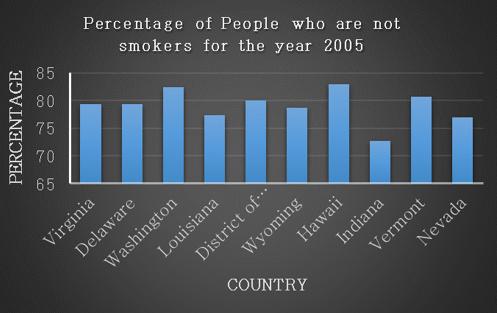 Percentage of People who are not
smokers for the year 2005
PERCENTAGE
85
80
75
70
65
Virginia
Delaware
Washington
Louisiana
District of…
Wyoming
Hawaii
Indiana
Vermont
Nevada
COUNTRY